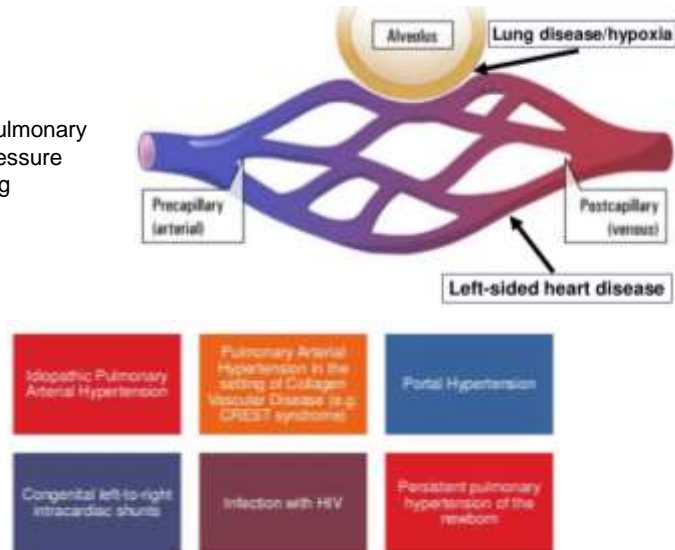 Alveolus
Lung disease/hypoxia
ulmonary
essure
g
Precapillary
(arterial)
Postcapillary
(venous)
Left-sided heart disease
Idiopathic Pulmonary
Arterial Hypertension
Pulmonary Arterial
Hypertension in the
setting of Collagen
Vascular Disease (e.g.
CREST syndrome)
Portal Hypertension
Congenital left-to-right
intracardiac shunts
Infection with HIV
Persistent pulmonary
hypertension of the
newborn